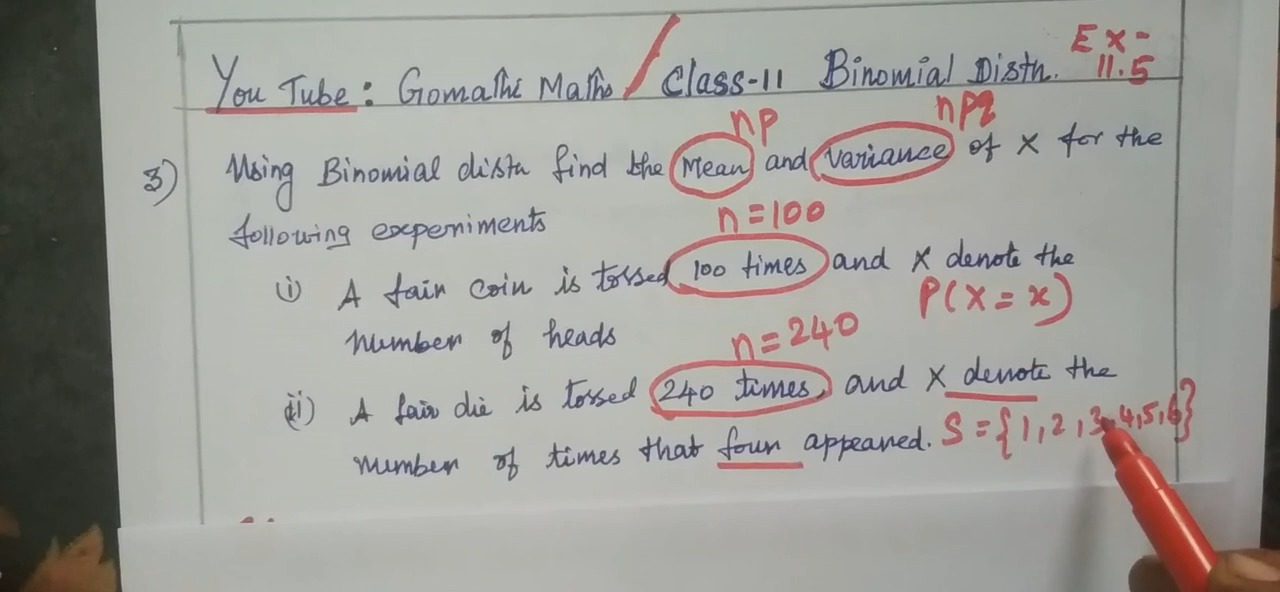 You Tube: Gomathi Maths / Class-11 Binomial Distn. Ex-11.5
np npq
3) Using Binomial distn find the Mean and Variance of X for the
following experiments
n=100
(i) A fair coin is tossed 100 times and X denote the
P(X=x)
number of heads
n=240
(ii) A fair die is tossed 240 times, and X denote the
number of times that four appeared. S={1,2,3,4,5,6}